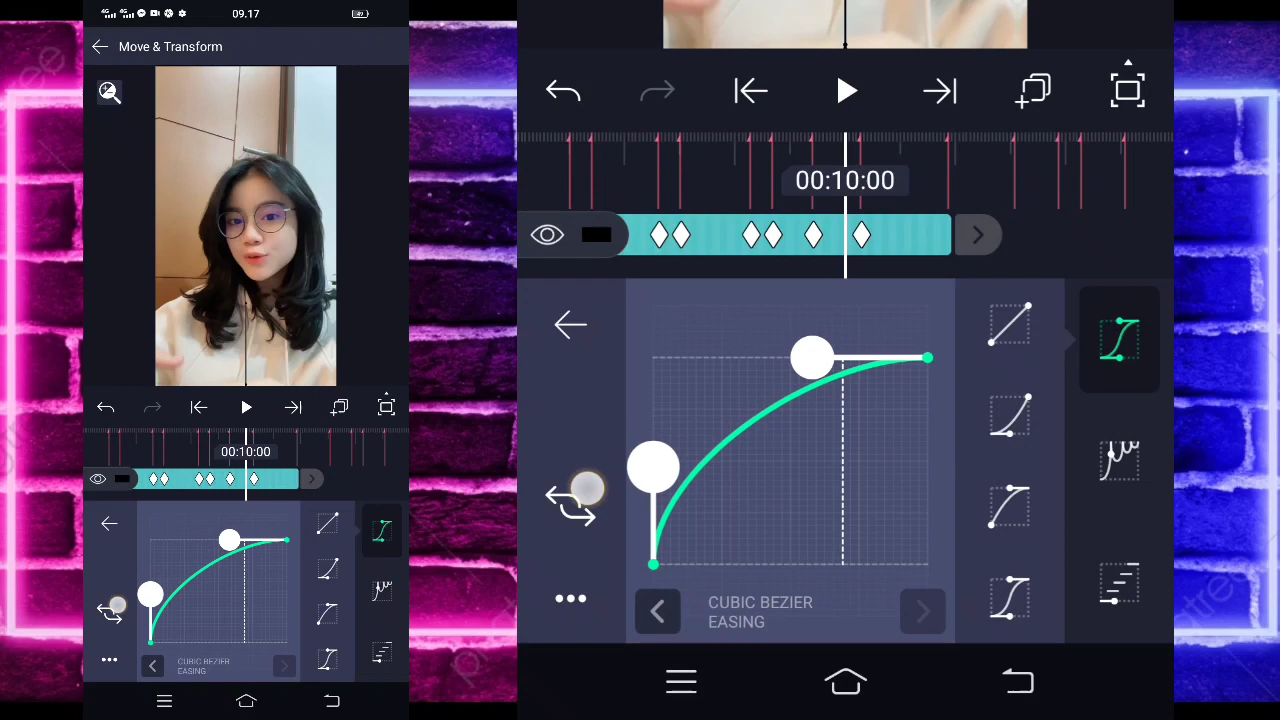 09.17
Move & Transform
00:10:00
CUBIC BEZIER
EASING
00:10:00
CUBIC BEZIER
EASING